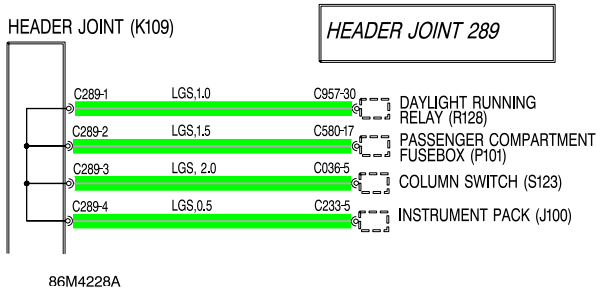 HEADER JOINT (K109)
HEADER JOINT 289
C289-1 LGS,1.0 C957-30
DAYLIGHT RUNNING
RELAY (R128)
C289-2 LGS,1.5 C580-17
PASSENGER COMPARTMENT
FUSEBOX (P101)
C289-3 LGS, 2.0 C036-5
COLUMN SWITCH (S123)
C289-4 LGS,0.5 C233-5
INSTRUMENT PACK (J100)
86M4228A